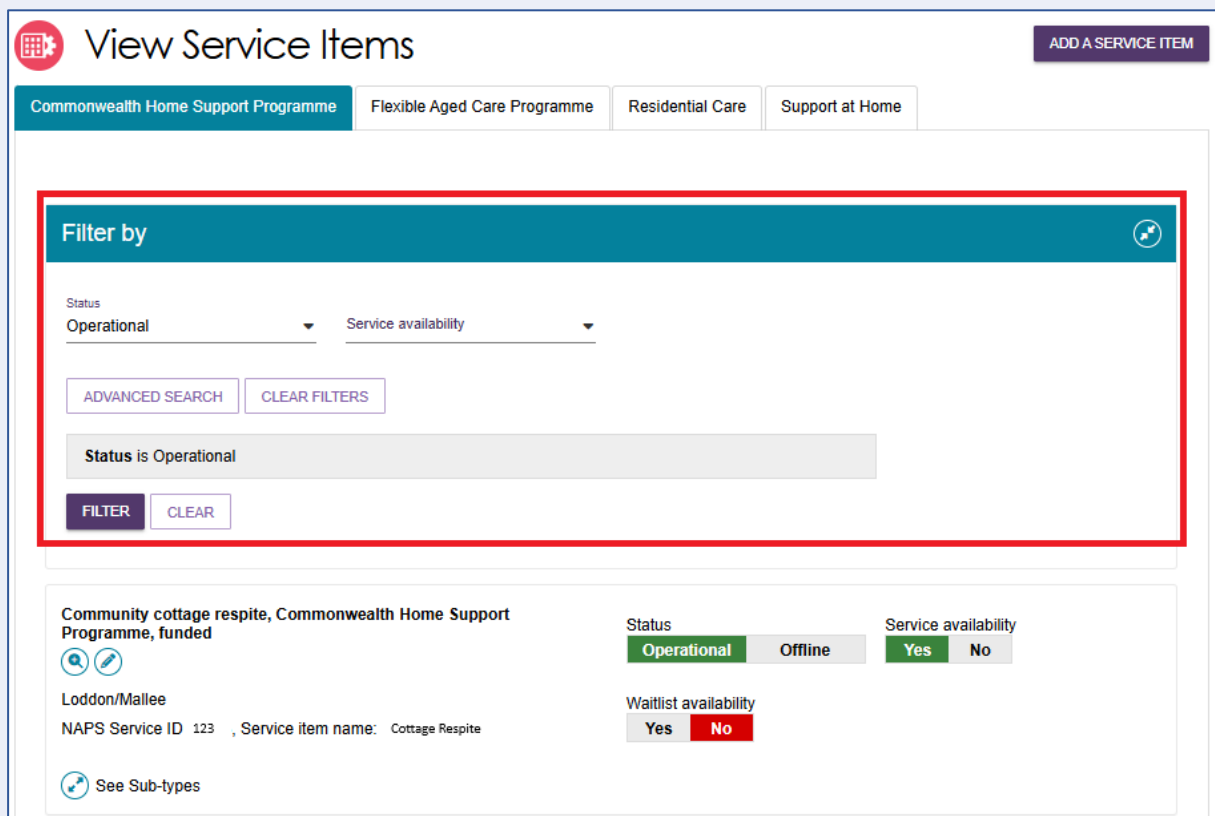 View Service Items
ADD A SERVICE ITEM
Commonwealth Home Support Programme
Flexible Aged Care Programme
Residential Care
Support at Home
Filter by
Status
Operational
Service availability
ADVANCED SEARCH
CLEAR FILTERS
Status is Operational
FILTER
CLEAR
Community cottage respite, Commonwealth Home Support
Programme, funded
Status
Operational
Offline
Service availability
Yes
No
Loddon/Mallee
NAPS Service ID 123 , Service item name: Cottage Respite
Waitlist availability
Yes
No
See Sub-types